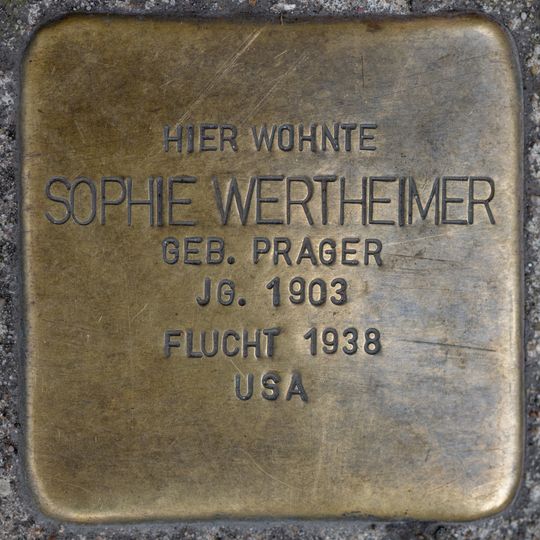 HIER WOHNTE
SOPHIE WERTHEIMER
GEB. PRAGER
JG. 1903
FLUCHT 1938
USA